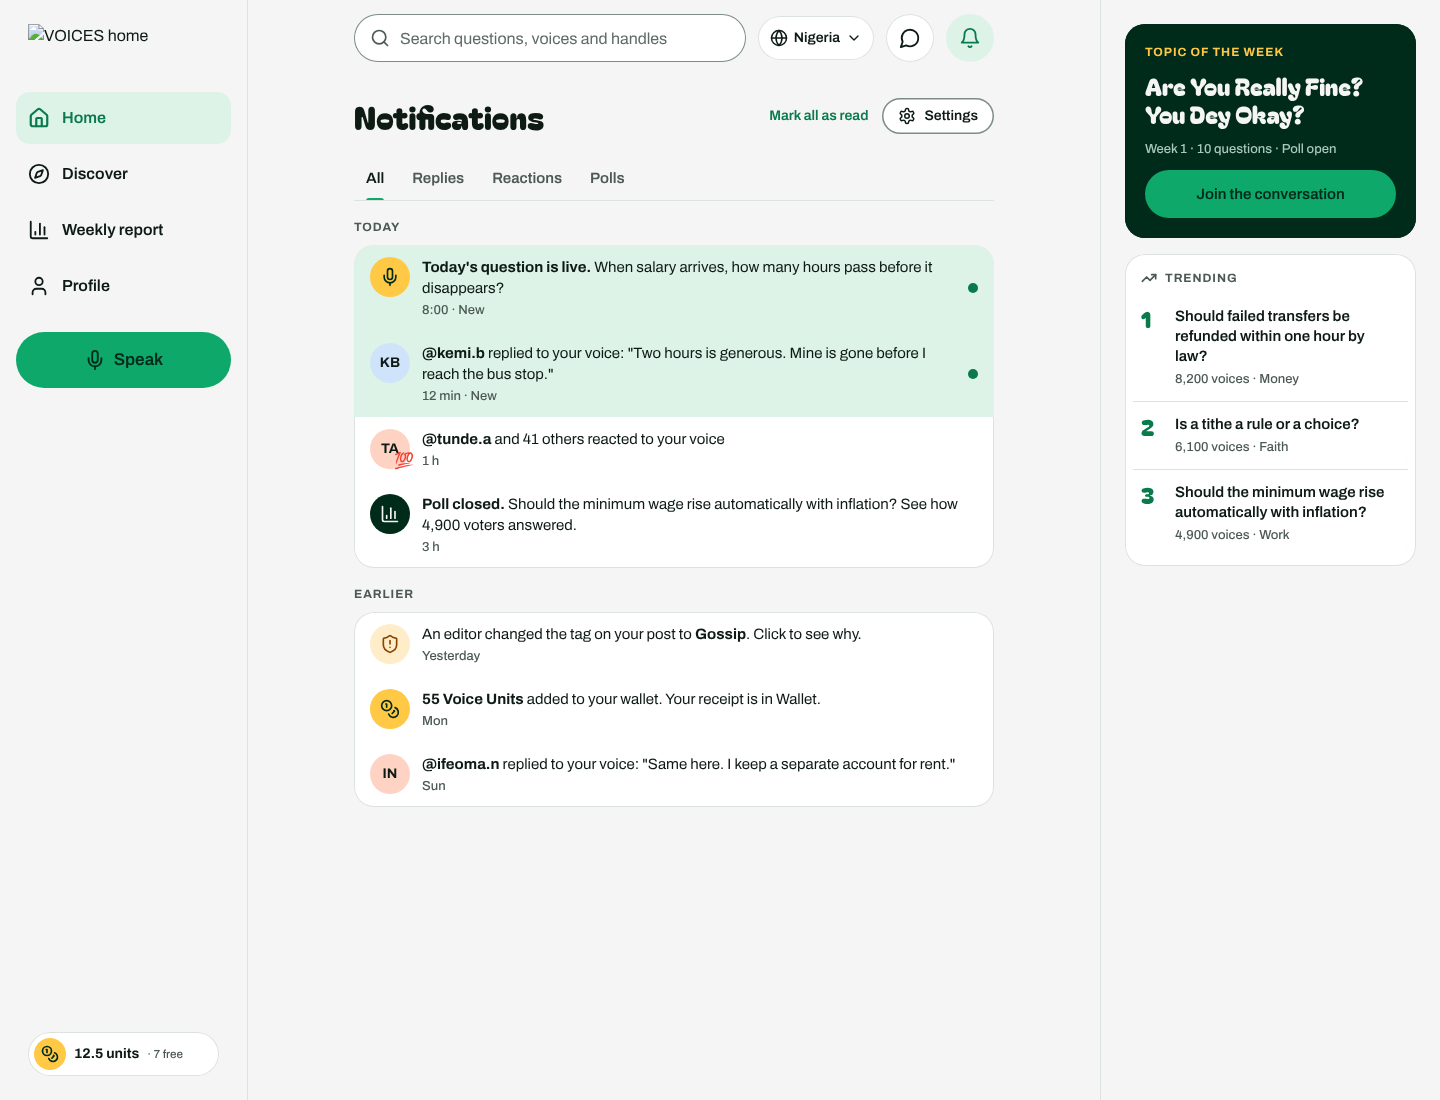 VOICES home
Home
Discover
Weekly report
Profile
Speak
12.5 units · 7 free
Search questions, voices and handles
Nigeria
Notifications
Mark all as read
Settings
All
Replies
Reactions
Polls
TODAY
Today's question is live. When salary arrives, how many hours pass before it
disappears?
8:00 · New
KB
@kemi.b replied to your voice: "Two hours is generous. Mine is gone before I
reach the bus stop."
12 min · New
TA
💯
@tunde.a and 41 others reacted to your voice
1 h
Poll closed. Should the minimum wage rise automatically with inflation? See how
4,900 voters answered.
3 h
EARLIER
An editor changed the tag on your post to Gossip. Click to see why.
Yesterday
55 Voice Units added to your wallet. Your receipt is in Wallet.
Mon
IN
@ifeoma.n replied to your voice: "Same here. I keep a separate account for rent."
Sun
TOPIC OF THE WEEK
Are You Really Fine?
You Dey Okay?
Week 1 · 10 questions · Poll open
Join the conversation
TRENDING
1
Should failed transfers be
refunded within one hour by
law?
8,200 voices · Money
2
Is a tithe a rule or a choice?
6,100 voices · Faith
3
Should the minimum wage rise
automatically with inflation?
4,900 voices · Work